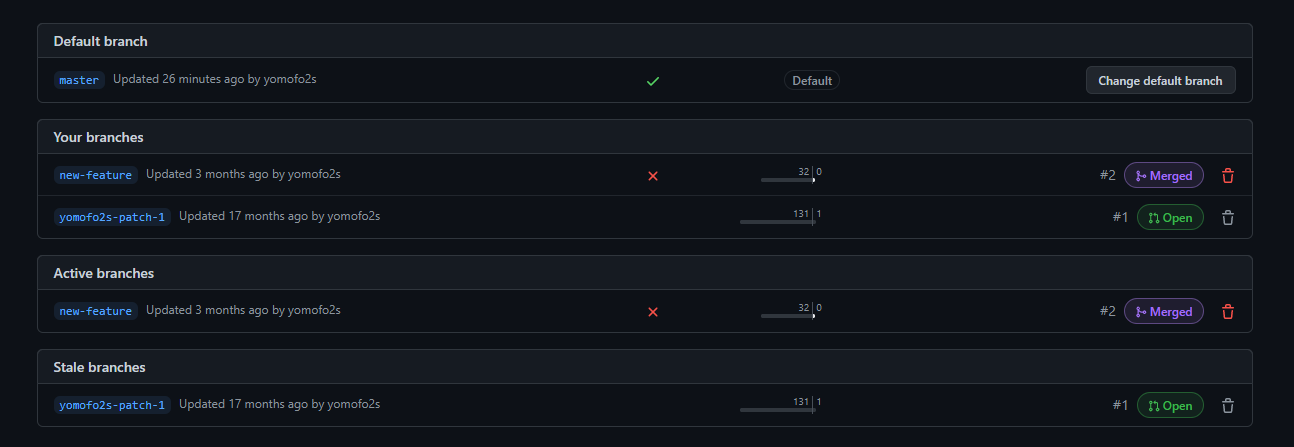 Default branch
master Updated 26 minutes ago by yomofo2s Default Change default branch
Your branches
new-feature Updated 3 months ago by yomofo2s 32 0 #2 Merged
yomofo2s-patch-1 Updated 17 months ago by yomofo2s 131 1 #1 Open
Active branches
new-feature Updated 3 months ago by yomofo2s 32 0 #2 Merged
Stale branches
yomofo2s-patch-1 Updated 17 months ago by yomofo2s 131 1 #1 Open